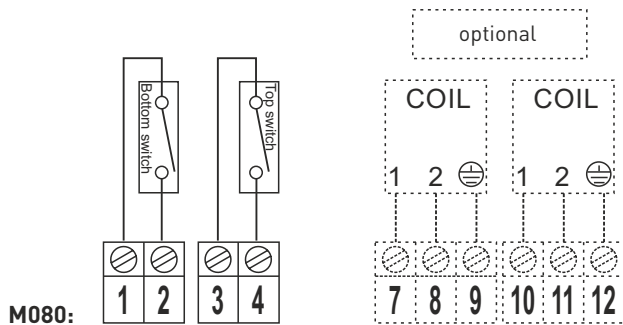 optional
Bottom switch
Top switch
COIL
COIL
1 2
1 2
M080:
1 2 3 4 7 8 9 10 11 12